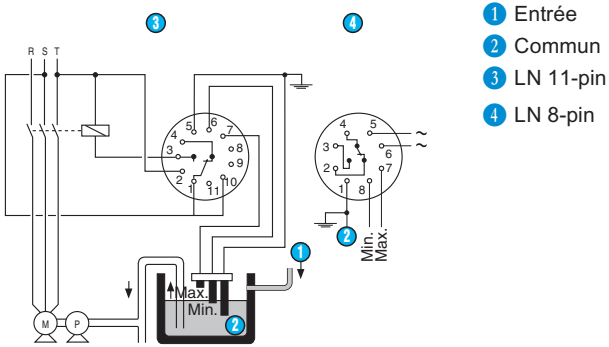 3
4
R S T
5 6
4 7
3 8
9
2 10
1 11
4 5
3 6
2 7
1 8
~
~
2
Min.
Max.
1
Max.
Min.
2
M P
1 Entrée
2 Commun
3 LN 11-pin
4 LN 8-pin